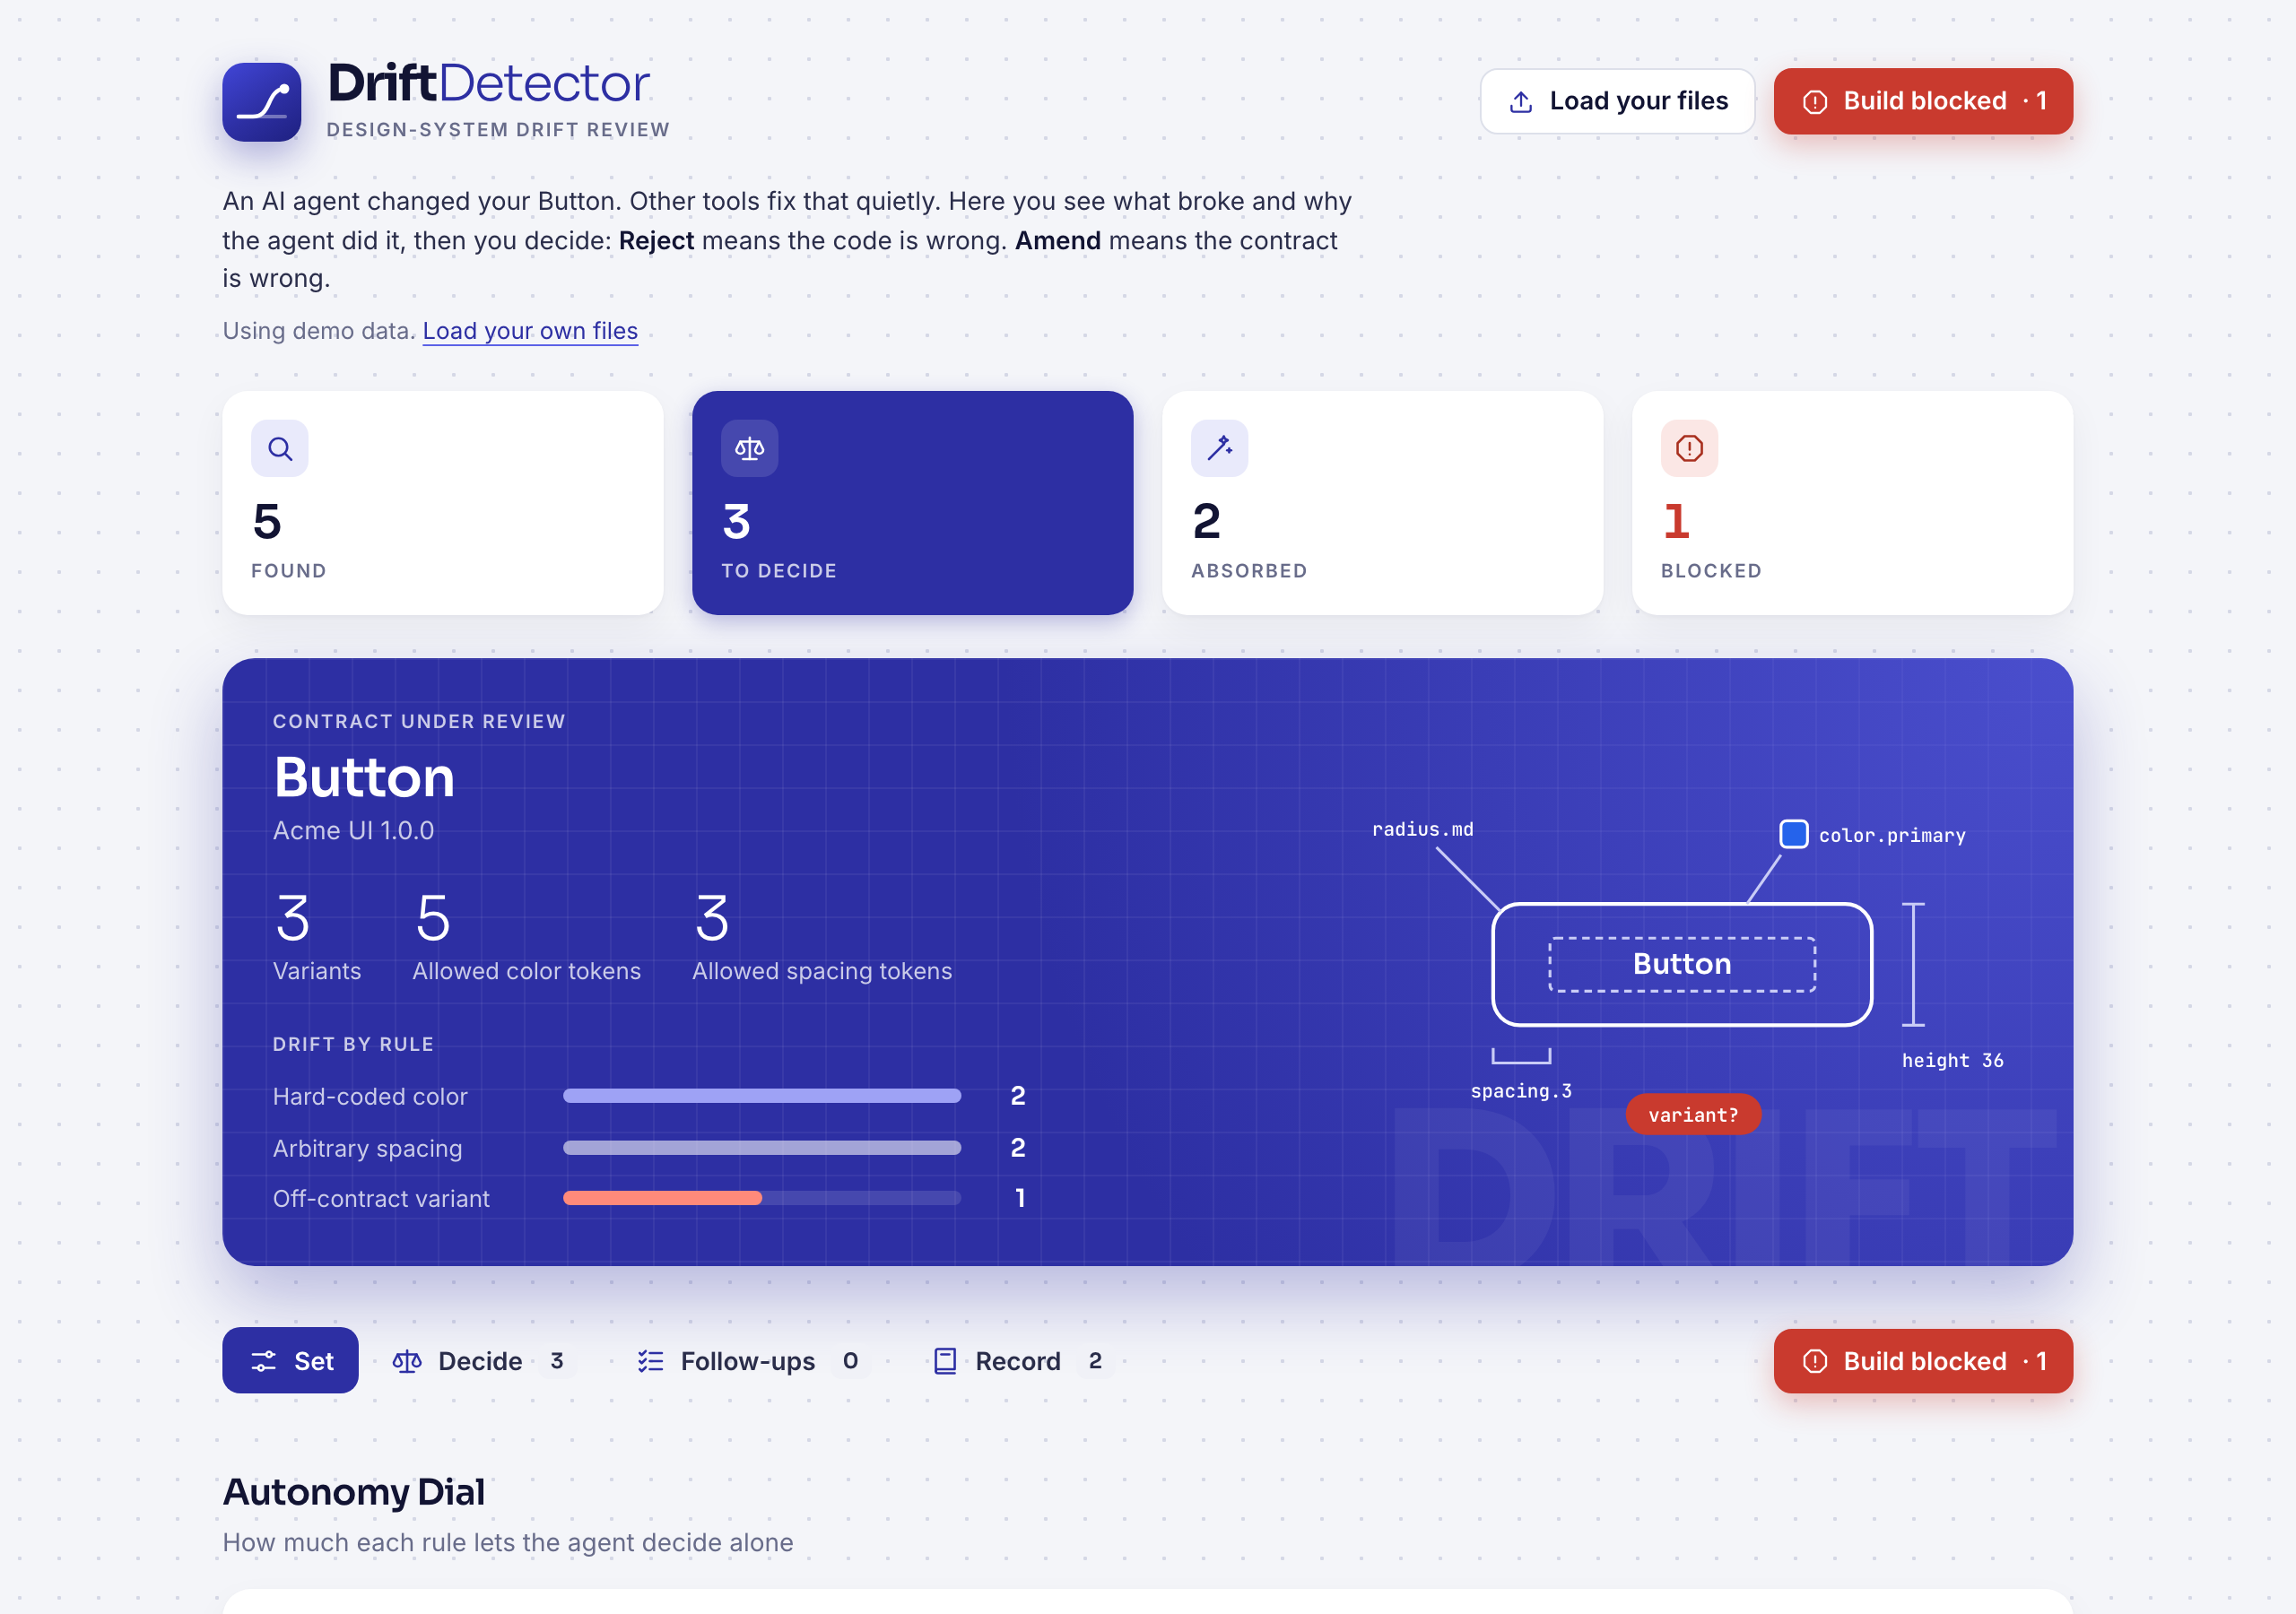 DriftDetector
DESIGN-SYSTEM DRIFT REVIEW
Load your files
Build blocked · 1
An AI agent changed your Button. Other tools fix that quietly. Here you see what broke and why
the agent did it, then you decide: Reject means the code is wrong. Amend means the contract
is wrong.
Using demo data. Load your own files
5
FOUND
3
TO DECIDE
2
ABSORBED
1
BLOCKED
CONTRACT UNDER REVIEW
Button
Acme UI 1.0.0
3
Variants
5
Allowed color tokens
3
Allowed spacing tokens
DRIFT BY RULE
Hard-coded color 2
Arbitrary spacing 2
Off-contract variant 1
radius.md
color.primary
Button
height 36
spacing.3
variant?
DRIFT
Set
Decide 3
Follow-ups 0
Record 2
Build blocked · 1
Autonomy Dial
How much each rule lets the agent decide alone